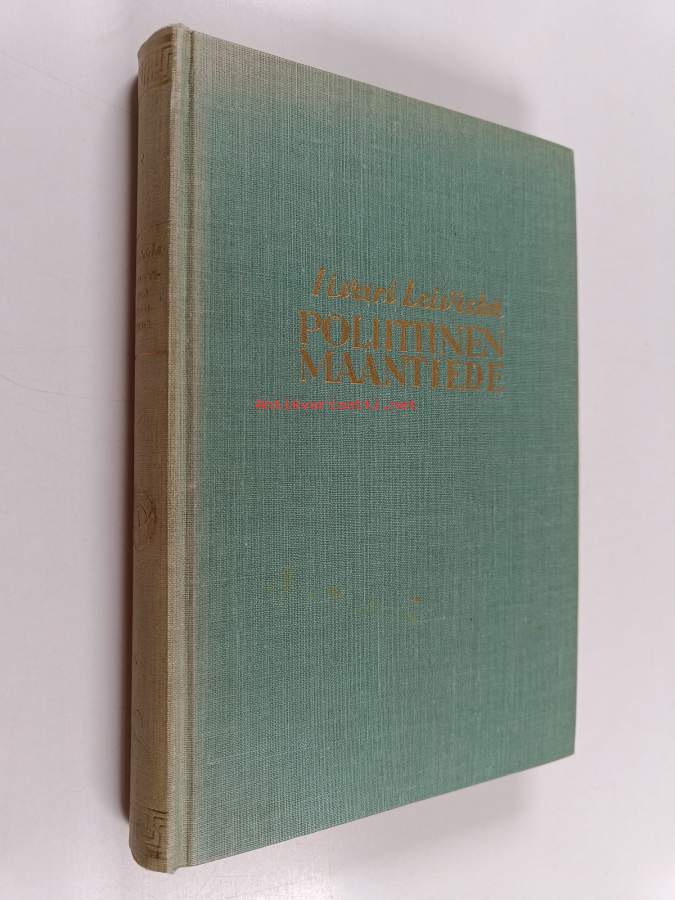 Iivari Leiviskä
POLIITTINEN
MAANTIEDE
Antikvariaatti.net